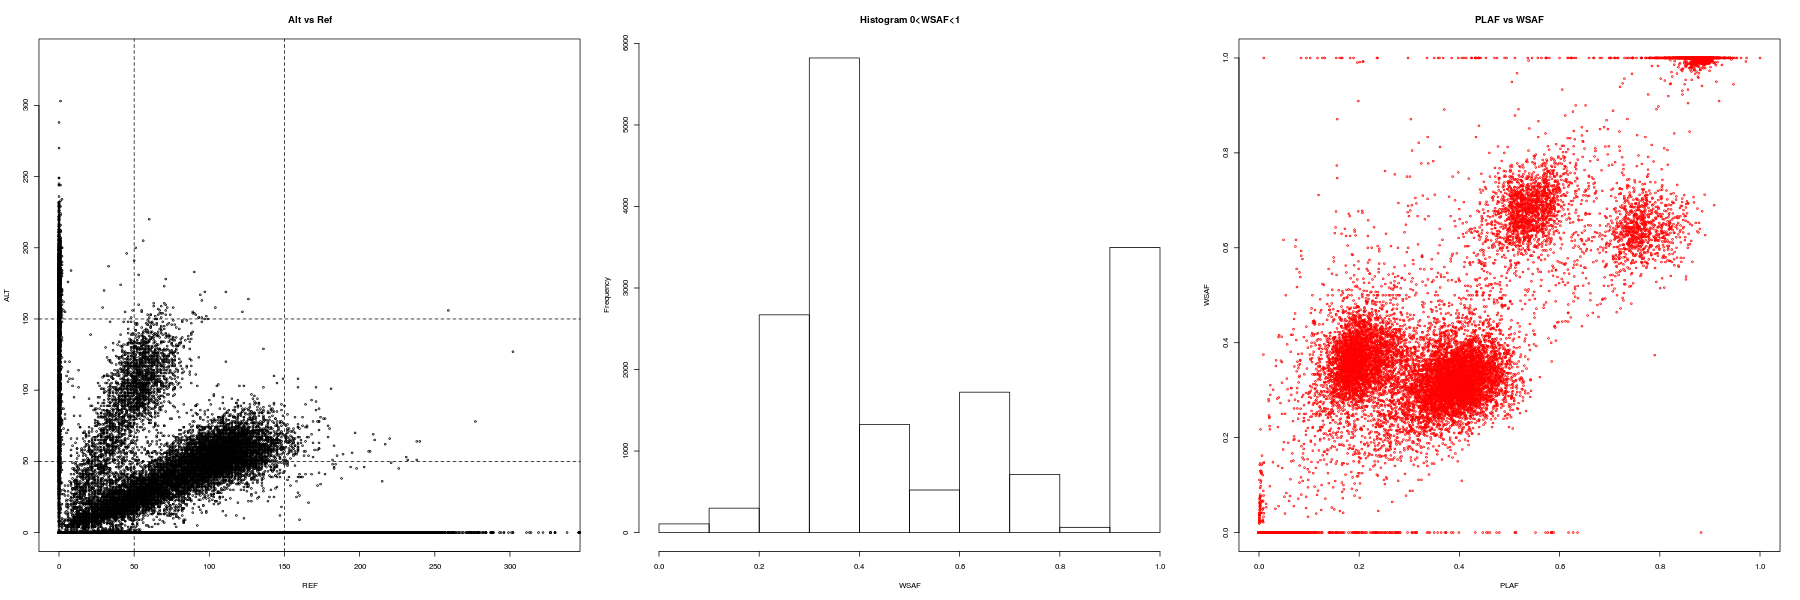 Alt vs Ref
ALT
300
250
200
150
100
50
0
0 50 100 150 200 250 300
REF
Histogram 0<WSAF<1
Frequency
6000
5000
4000
3000
2000
1000
0
0.0 0.2 0.4 0.6 0.8 1.0
WSAF
PLAF vs WSAF
WSAF
1.0
0.8
0.6
0.4
0.2
0.0
0.0 0.2 0.4 0.6 0.8 1.0
PLAF